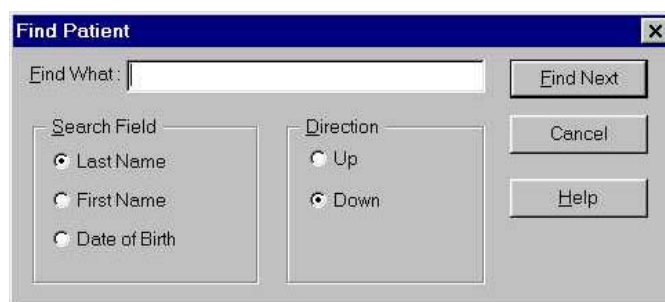 Find Patient
Find What :
Find Next
Search Field
Direction
Cancel
Last Name
Up
First Name
Down
Help
Date of Birth